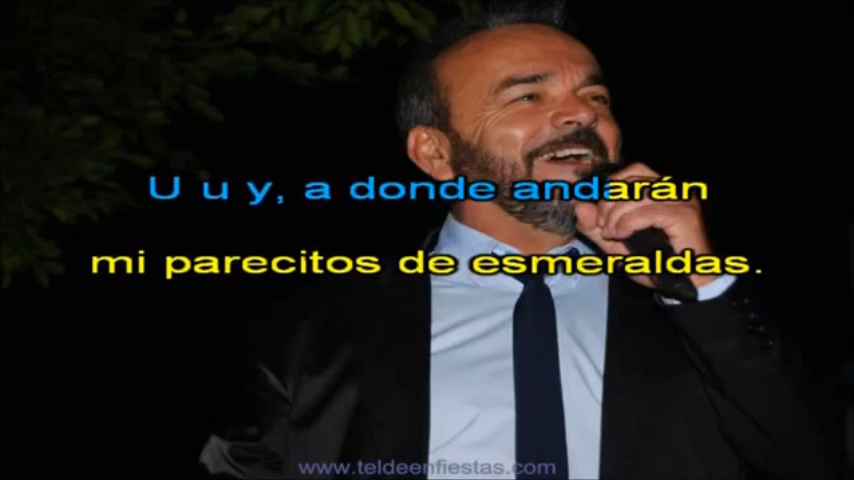 U u y, a donde andarán
mi parecitos de esmeraldas.
www.teldeenfiestas.com